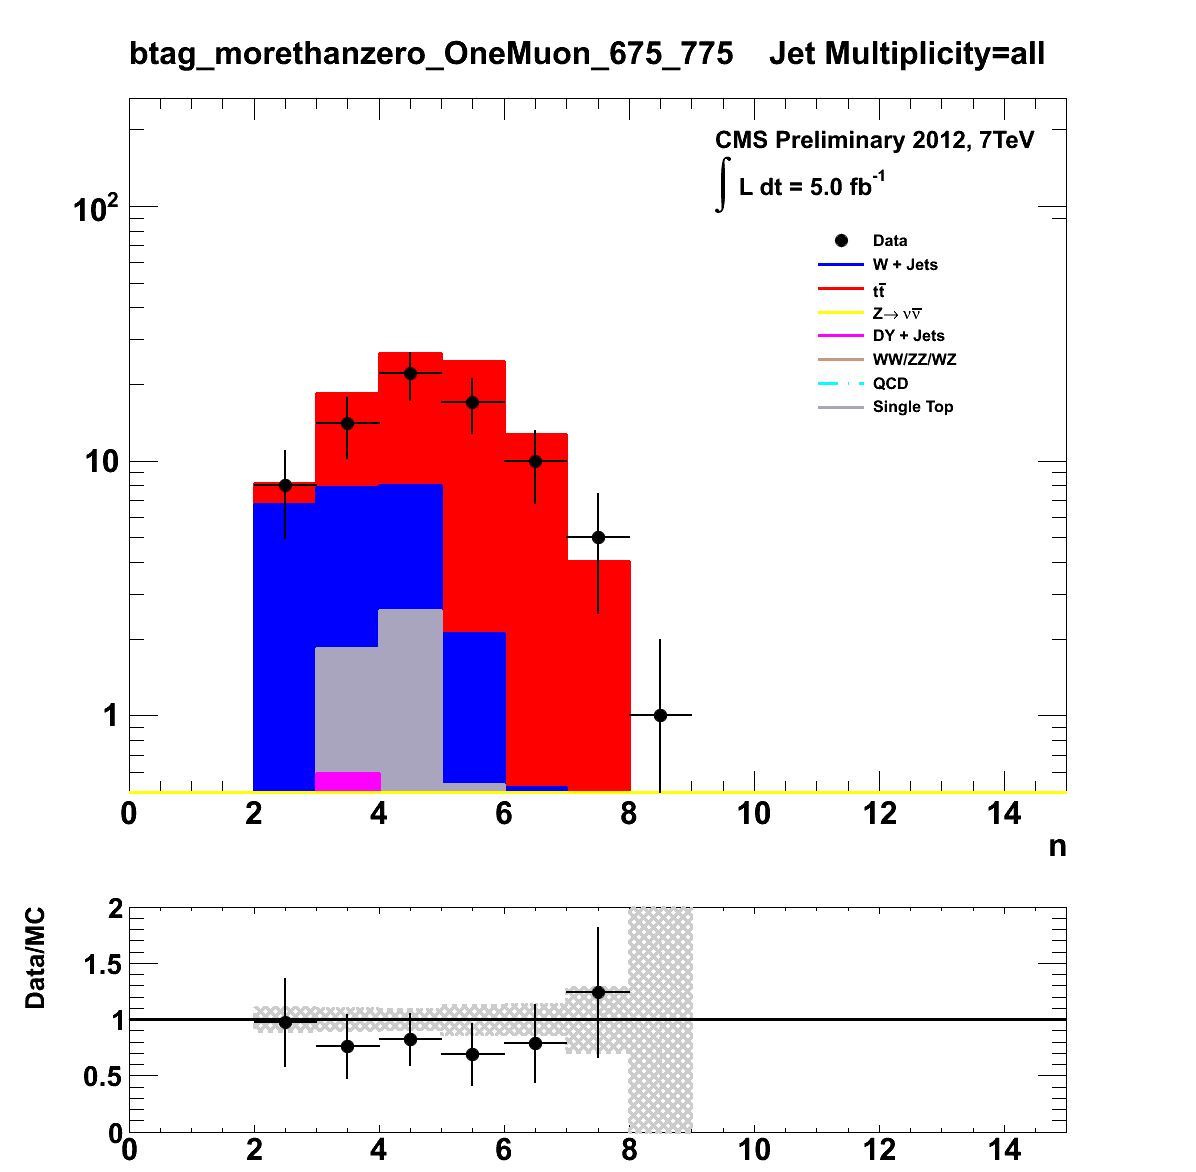 btag_morethanzero_OneMuon_675_775 Jet Multiplicity=all
CMS Preliminary 2012, 7TeV
∫ L dt = 5.0 fb⁻¹
Data
W + Jets
tt̅
Z→ νν̅
DY + Jets
WW/ZZ/WZ
QCD
Single Top
10²
10
1
0 2 4 6 8 10 12 14
n
Data/MC
2
1.5
1
0.5
0
0 2 4 6 8 10 12 14